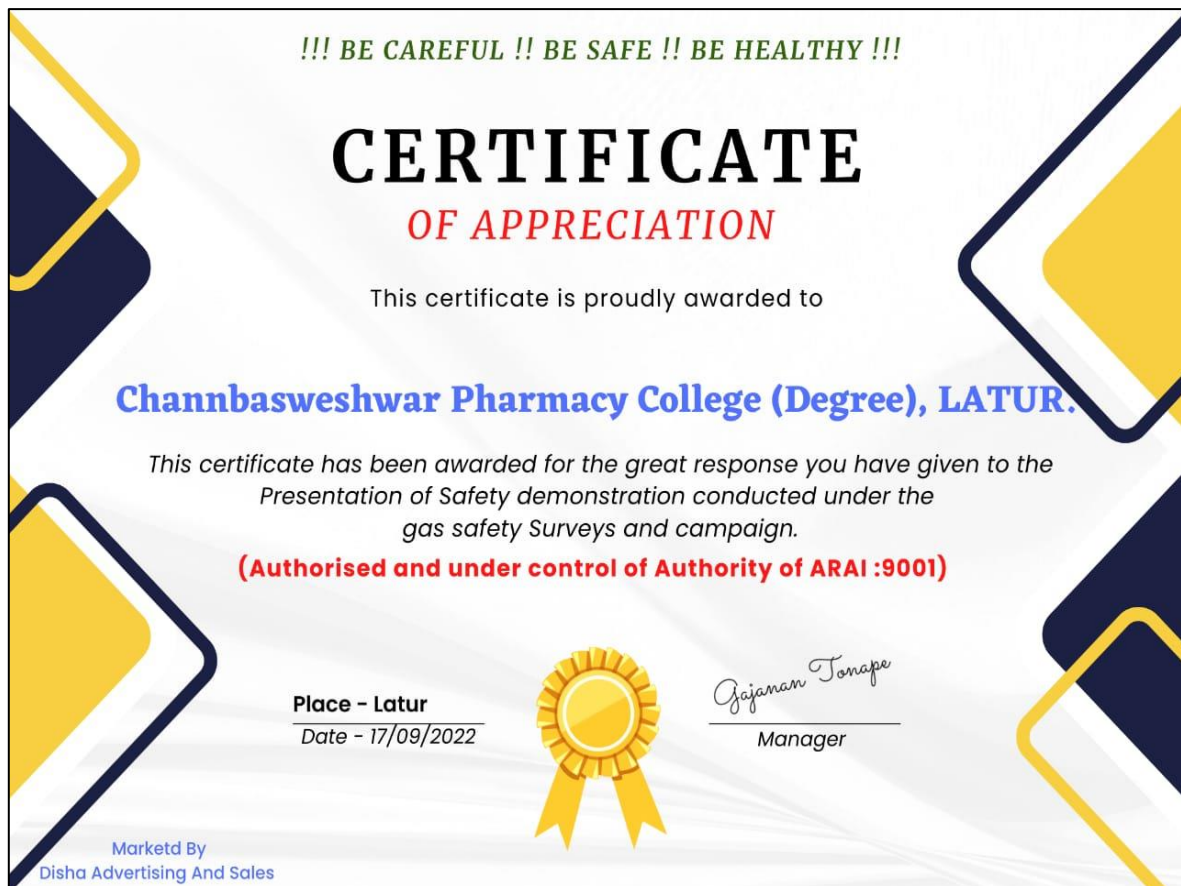 !!! BE CAREFUL !! BE SAFE !! BE HEALTHY !!!
CERTIFICATE
OF APPRECIATION
This certificate is proudly awarded to
Channbasweshwar Pharmacy College (Degree), LATUR.
This certificate has been awarded for the great response you have given to the
Presentation of Safety demonstration conducted under the
gas safety Surveys and campaign.
(Authorised and under control of Authority of ARAI :9001)
Place - Latur
Date - 17/09/2022
Gajanan Tonape
Manager
Marketd By
Disha Advertising And Sales